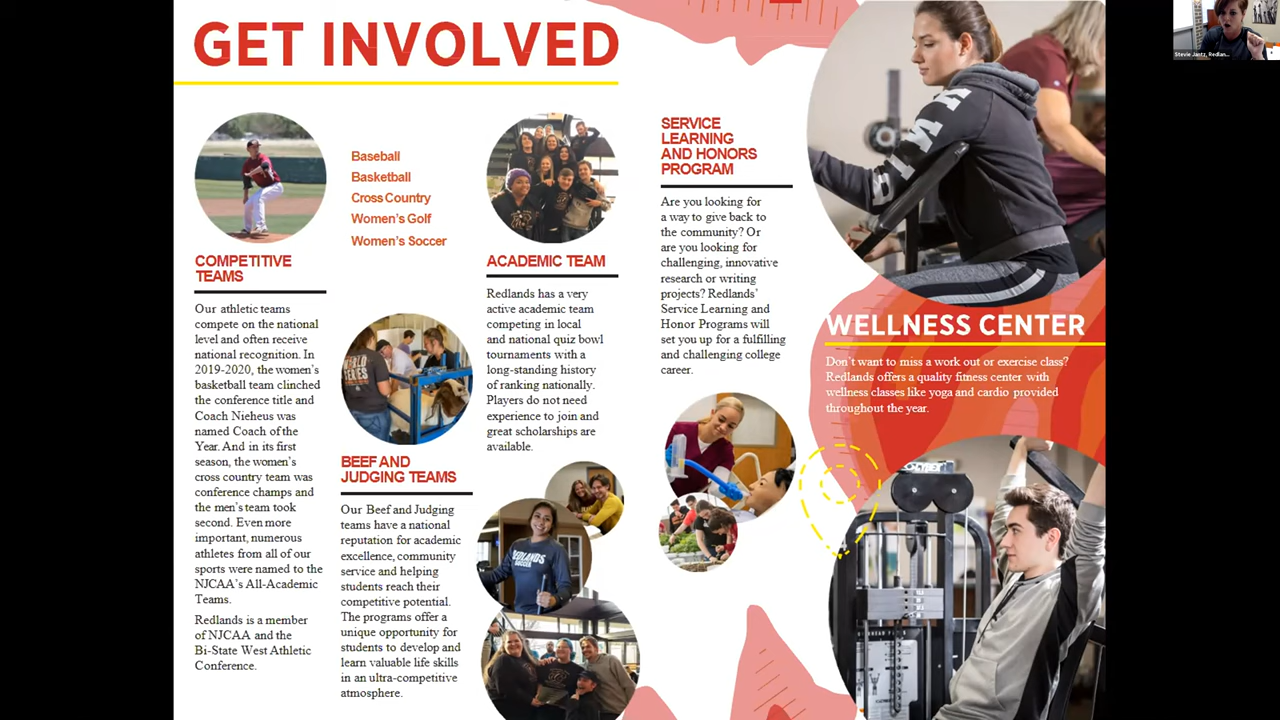 GET INVOLVED
Baseball
Basketball
Cross Country
Women's Golf
Women's Soccer
COMPETITIVE
TEAMS
Our athletic teams
compete on the national
level and often receive
national recognition. In
2019-2020, the women's
basketball team clinched
the conference title and
Coach Nieheus was
named Coach of the
Year. And in its first
season, the women's
cross country team was
conference champs and
the men's team took
second. Even more
important, numerous
athletes from all of our
sports were named to the
NJCAA's All-Academic
Teams.
Redlands is a member
of NJCAA and the
Bi-State West Athletic
Conference.
BEEF AND
JUDGING TEAMS
Our Beef and Judging
teams have a national
reputation for academic
excellence, community
service and helping
students reach their
competitive potential.
The programs offer a
unique opportunity for
students to develop and
learn valuable life skills
in an ultra-competitive
atmosphere.
ACADEMIC TEAM
Redlands has a very
active academic team
competing in local
and national quiz bowl
tournaments with a
long-standing history
of ranking nationally.
Players do not need
experience to join and
great scholarships are
available.
REDLANDS
SOCCER
SERVICE
LEARNING
AND HONORS
PROGRAM
Are you looking for
a way to give back to
the community? Or
are you looking for
challenging, innovative
research or writing
projects? Redlands'
Service Learning and
Honor Programs will
set you up for a fulfilling
and challenging college
career.
WELLNESS CENTER
Don't want to miss a work out or exercise class?
Redlands offers a quality fitness center with
wellness classes like yoga and cardio provided
throughout the year.
CYBEX
Stevie Jantz, Redlan...